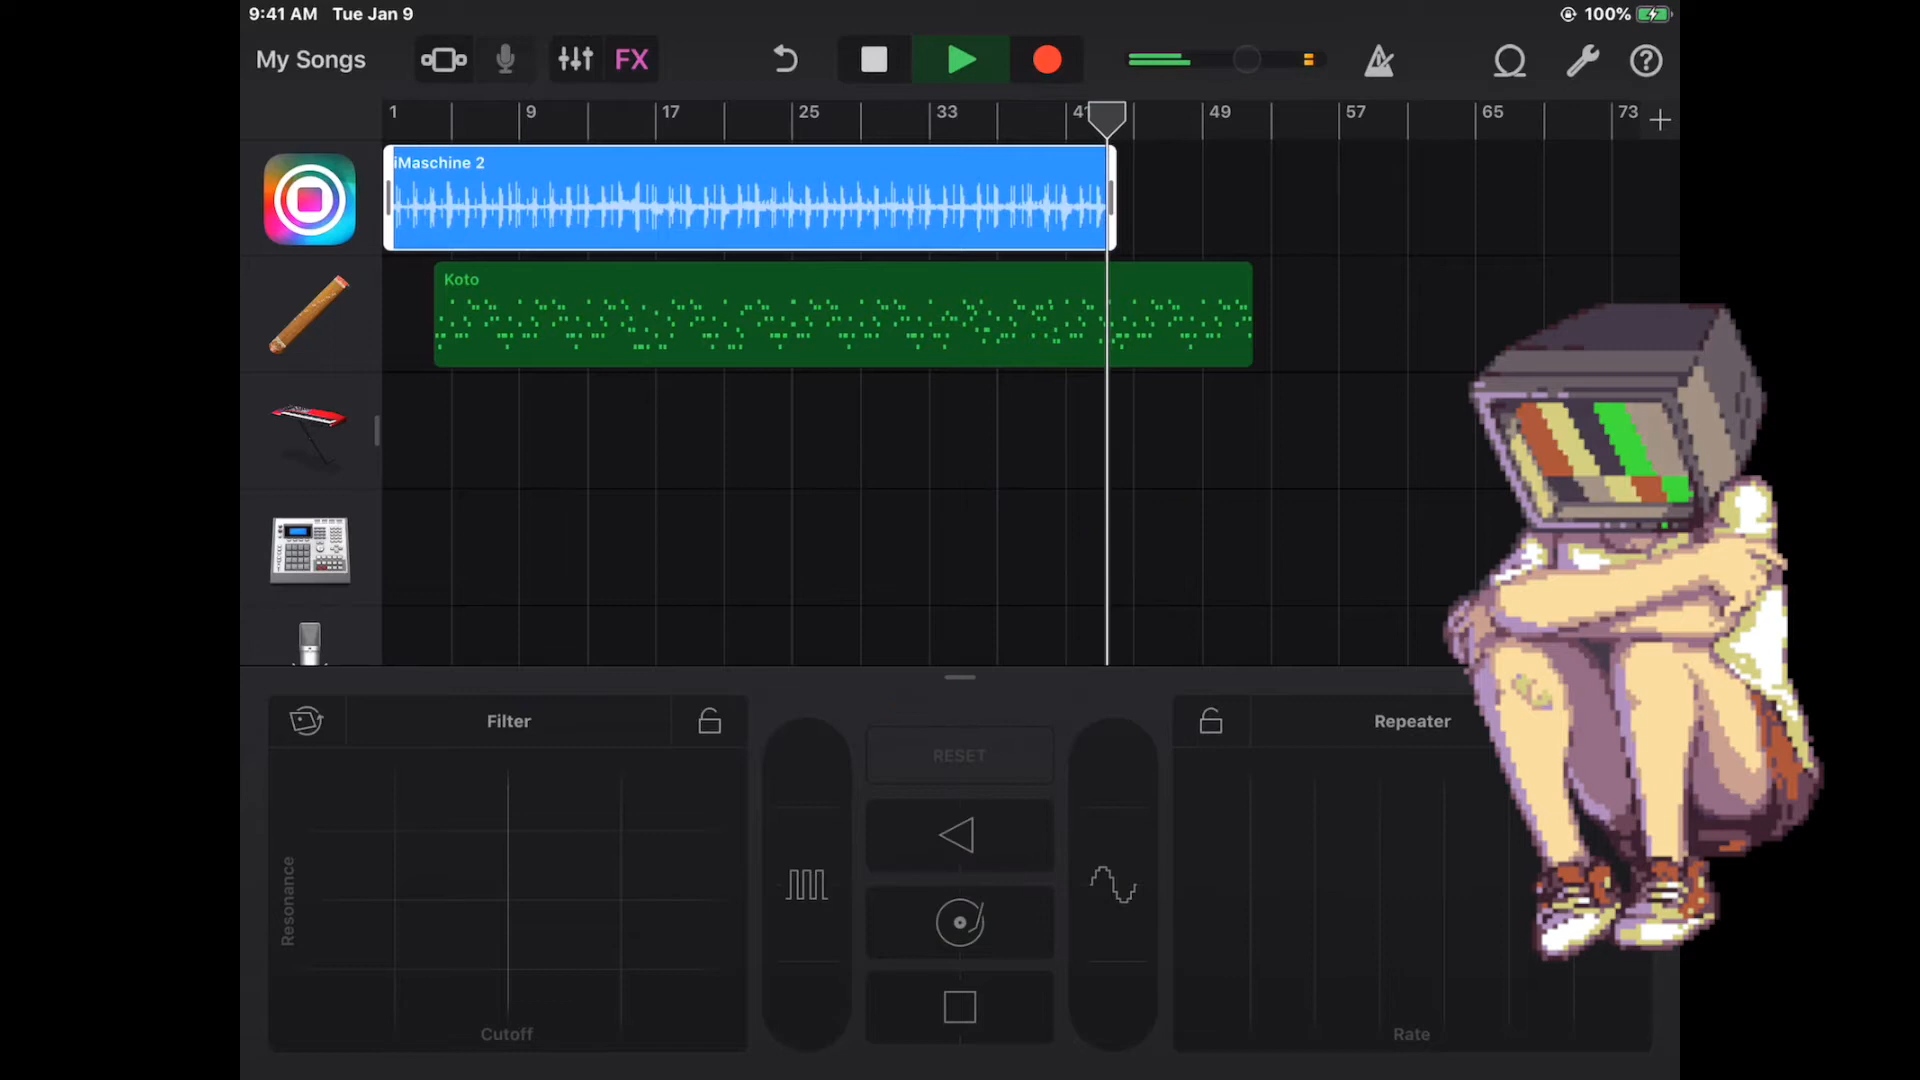 9:41 AM Tue Jan 9 100%
My Songs FX
1 9 17 25 33 41 49 57 65 73
iMaschine 2
Koto
Filter
RESET
Repeater
Resonance
Cutoff
Rate